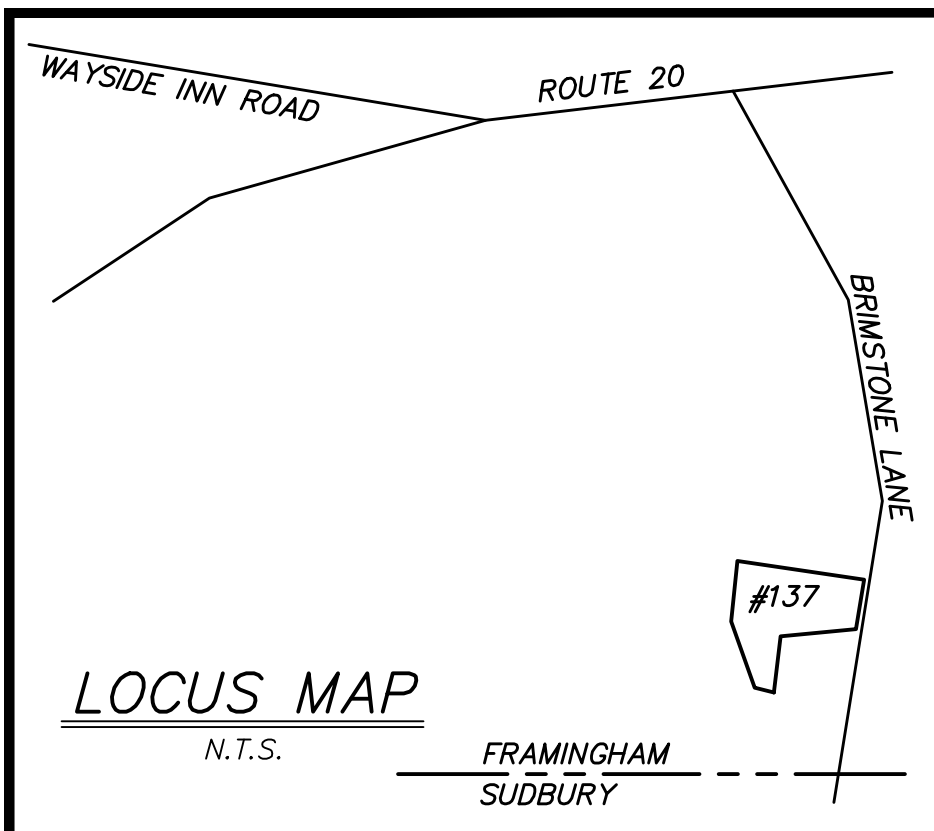 WAYSIDE INN ROAD
ROUTE 20
BRIMSTONE LANE
#137
LOCUS MAP
N.T.S.
FRAMINGHAM
SUDBURY